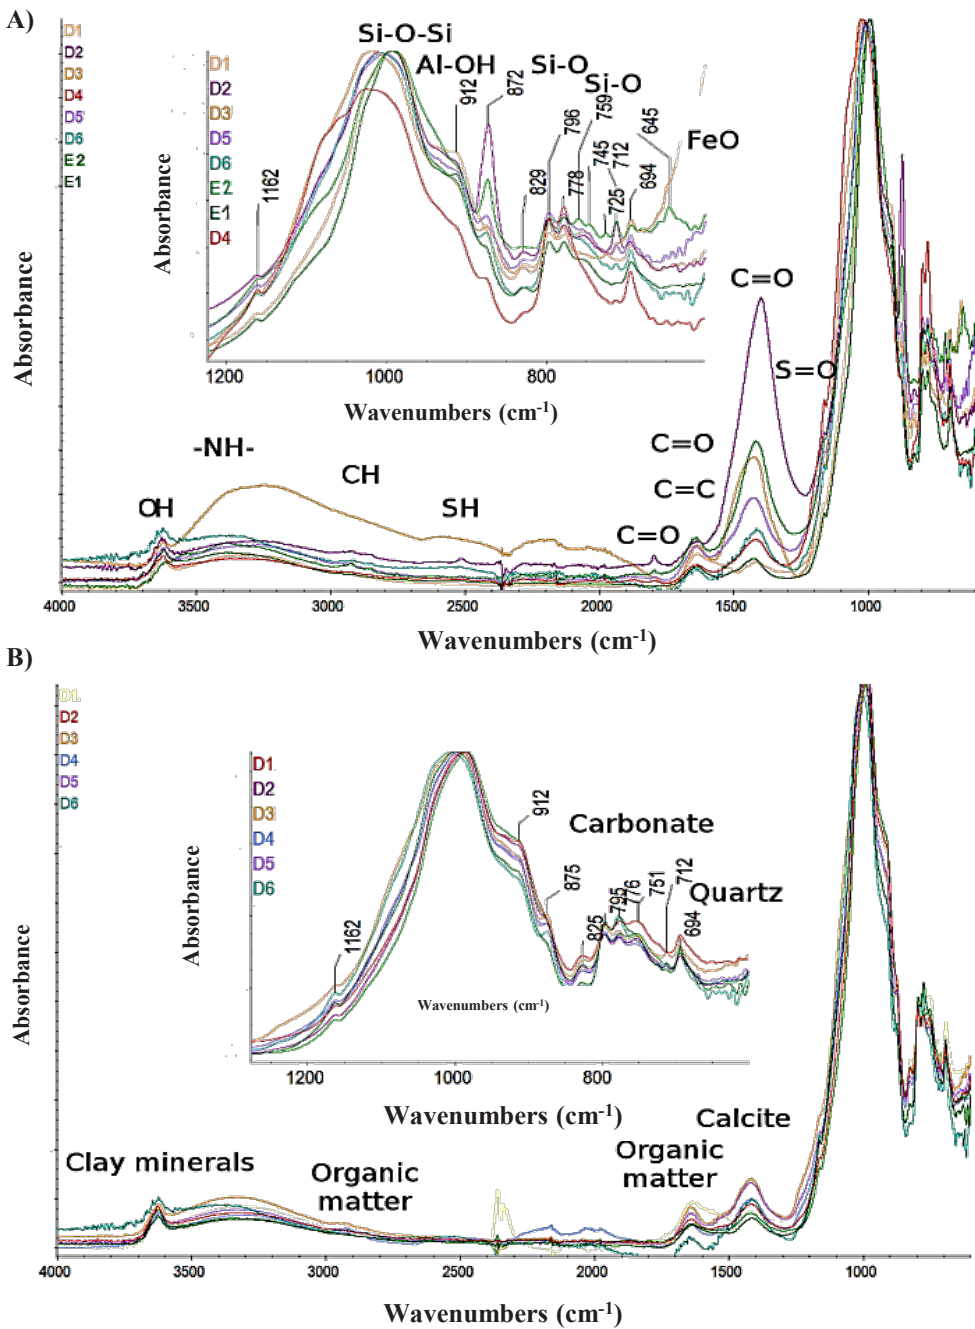 A)
D1
D2
D3
D4
D5
D6
E2
E1
Absorbance
Si-O-Si
Al-OH
Si-O
Si-O
FeO
D1
D2
D3
D5
D6
E2
E1
D4
Absorbance
1162
912
872
829
796
778
759
745
725
712
694
645
1200
1000
800
Wavenumbers (cm-1)
-NH-
OH
CH
SH
C=O
C=O
C=C
C=O
S=O
4000
3500
3000
2500
2000
1500
1000
Wavenumbers (cm-1)
B)
D1
D2
D3
D4
D5
D6
Absorbance
D1
D2
D3
D4
D5
D6
Absorbance
1162
912
875
825
795
776
751
712
694
Carbonate
Quartz
Wavenumbers (cm-1)
1200
1000
800
Wavenumbers (cm-1)
Clay minerals
Organic
matter
Organic
matter
Calcite
4000
3500
3000
2500
2000
1500
1000
Wavenumbers (cm-1)